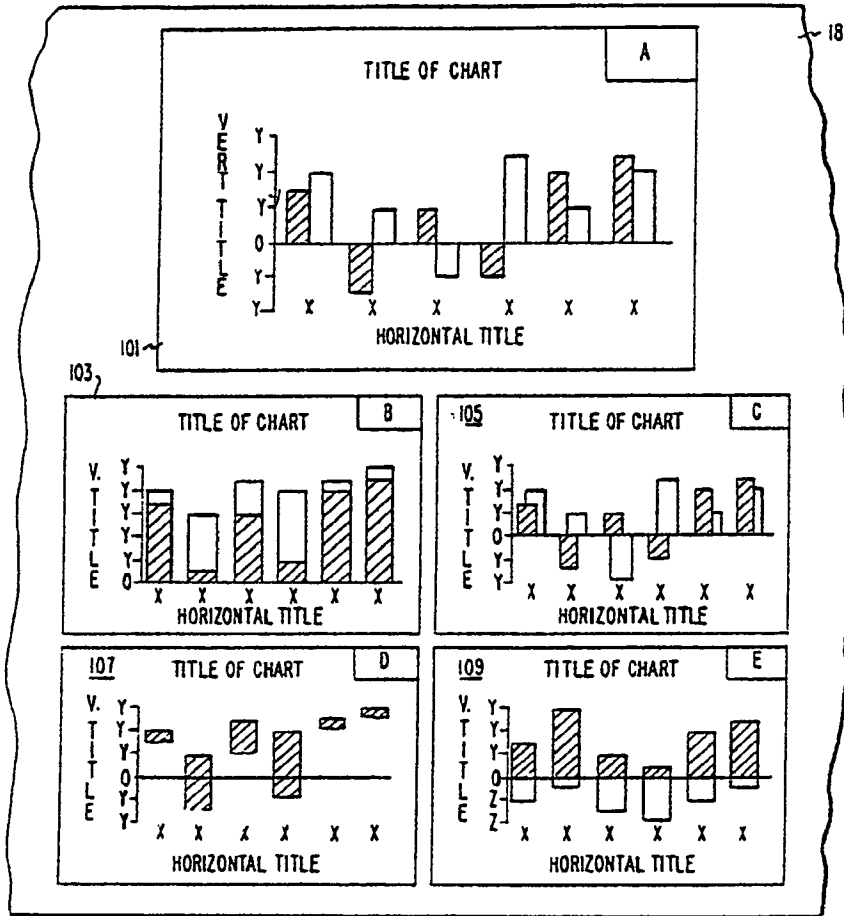 18
A
TITLE OF CHART
VERT TITLE
Y
Y
Y
0
Y
Y
X X X X X X
HORIZONTAL TITLE
101
103
B
TITLE OF CHART
V. TITLE
Y
Y
Y
Y
Y
0
X X X X X X
HORIZONTAL TITLE
105
C
TITLE OF CHART
V. TITLE
Y
Y
Y
0
Y
Y
X X X X X X
HORIZONTAL TITLE
107
D
TITLE OF CHART
V. TITLE
Y
Y
Y
0
Y
Y
X X X X X X
HORIZONTAL TITLE
109
E
TITLE OF CHART
V. TITLE
Y
Y
Y
0
Z
Z
X X X X X X
HORIZONTAL TITLE